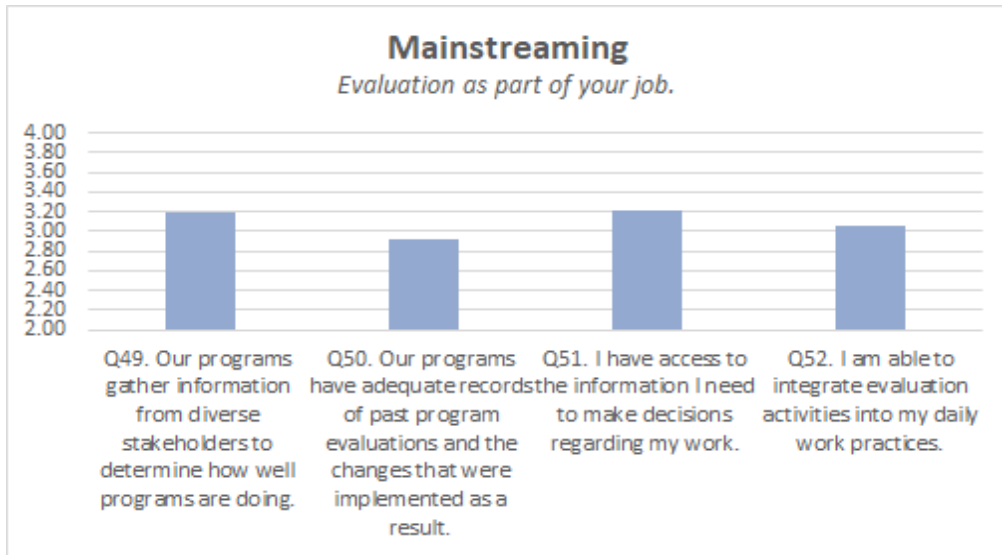 Mainstreaming
Evaluation as part of your job.
4.00
3.80
3.60
3.40
3.20
3.00
2.80
2.60
2.40
2.20
2.00
Q49. Our programs
gather information
from diverse
stakeholders to
determine how well
programs are doing.
Q50. Our programs
have adequate records
of past program
evaluations and the
changes that were
implemented as a
result.
Q51. I have access to
the information I need
to make decisions
regarding my work.
Q52. I am able to
integrate evaluation
activities into my daily
work practices.